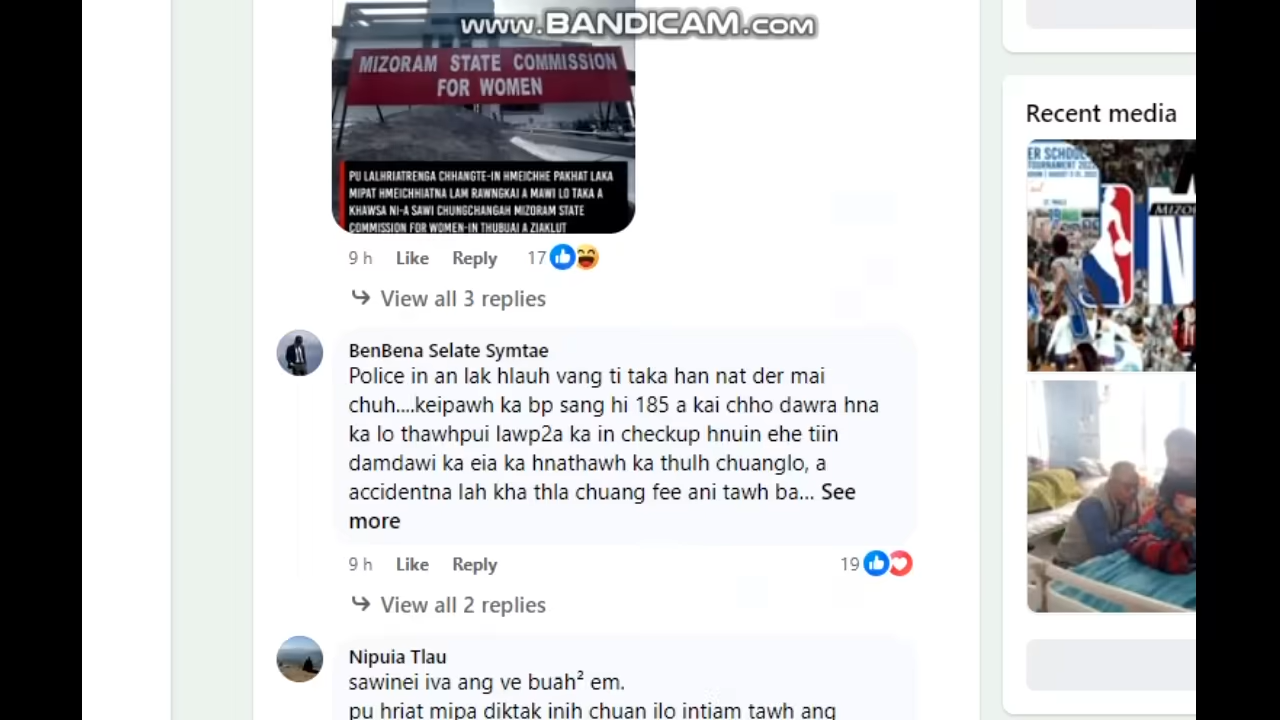 www.BANDICAM.com
MIZORAM STATE COMMISSION
FOR WOMEN
PU LALHRIATRENGA CHHANGTE-IN HMEICHHE PAKHAT LAKA
MIPAT HMEICHHIATNA LAM RAWNGKAI A MAWI LO TAKA A
KHAWSA NI-A SAWI CHUNGCHANGAH MIZORAM STATE
COMMISSION FOR WOMEN-IN THUBUAI A ZIAKLUT
9 h Like Reply 17
View all 3 replies
BenBena Selate Symtae
Police in an lak hlauh vang ti taka han nat der mai
chuh....keipawh ka bp sang hi 185 a kai chho dawra hna
ka lo thawhpui lawp2a ka in checkup hnuin ehe tiin
damdawi ka eia ka hnathawh ka thulh chuanglo, a
accidentna lah kha thla chuang fee ani tawh ba... See
more
9 h Like Reply 19
View all 2 replies
Nipuia Tlau
sawinei iva ang ve buah² em.
pu hriat mipa diktak inih chuan ilo intiam tawh ang
Recent media
ER SCHOOL
TOURNAMENT 202
MIZO
N